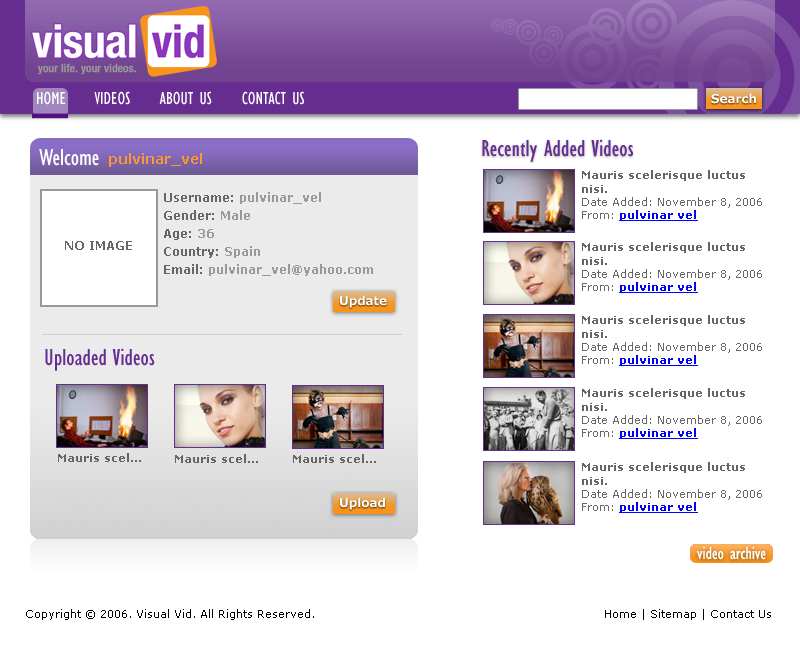 visual vid
your life. your videos.
HOME VIDEOS ABOUT US CONTACT US
Search
Welcome pulvinar_vel
NO IMAGE
Username: pulvinar_vel
Gender: Male
Age: 36
Country: Spain
Email: pulvinar_vel@yahoo.com
Update
Uploaded Videos
Mauris scel... Mauris scel... Mauris scel...
Upload
Recently Added Videos
Mauris scelerisque luctus
nisi.
Date Added: November 8, 2006
From: pulvinar vel
Mauris scelerisque luctus
nisi.
Date Added: November 8, 2006
From: pulvinar vel
Mauris scelerisque luctus
nisi.
Date Added: November 8, 2006
From: pulvinar vel
Mauris scelerisque luctus
nisi.
Date Added: November 8, 2006
From: pulvinar vel
Mauris scelerisque luctus
nisi.
Date Added: November 8, 2006
From: pulvinar vel
video archive
Copyright © 2006. Visual Vid. All Rights Reserved.
Home | Sitemap | Contact Us